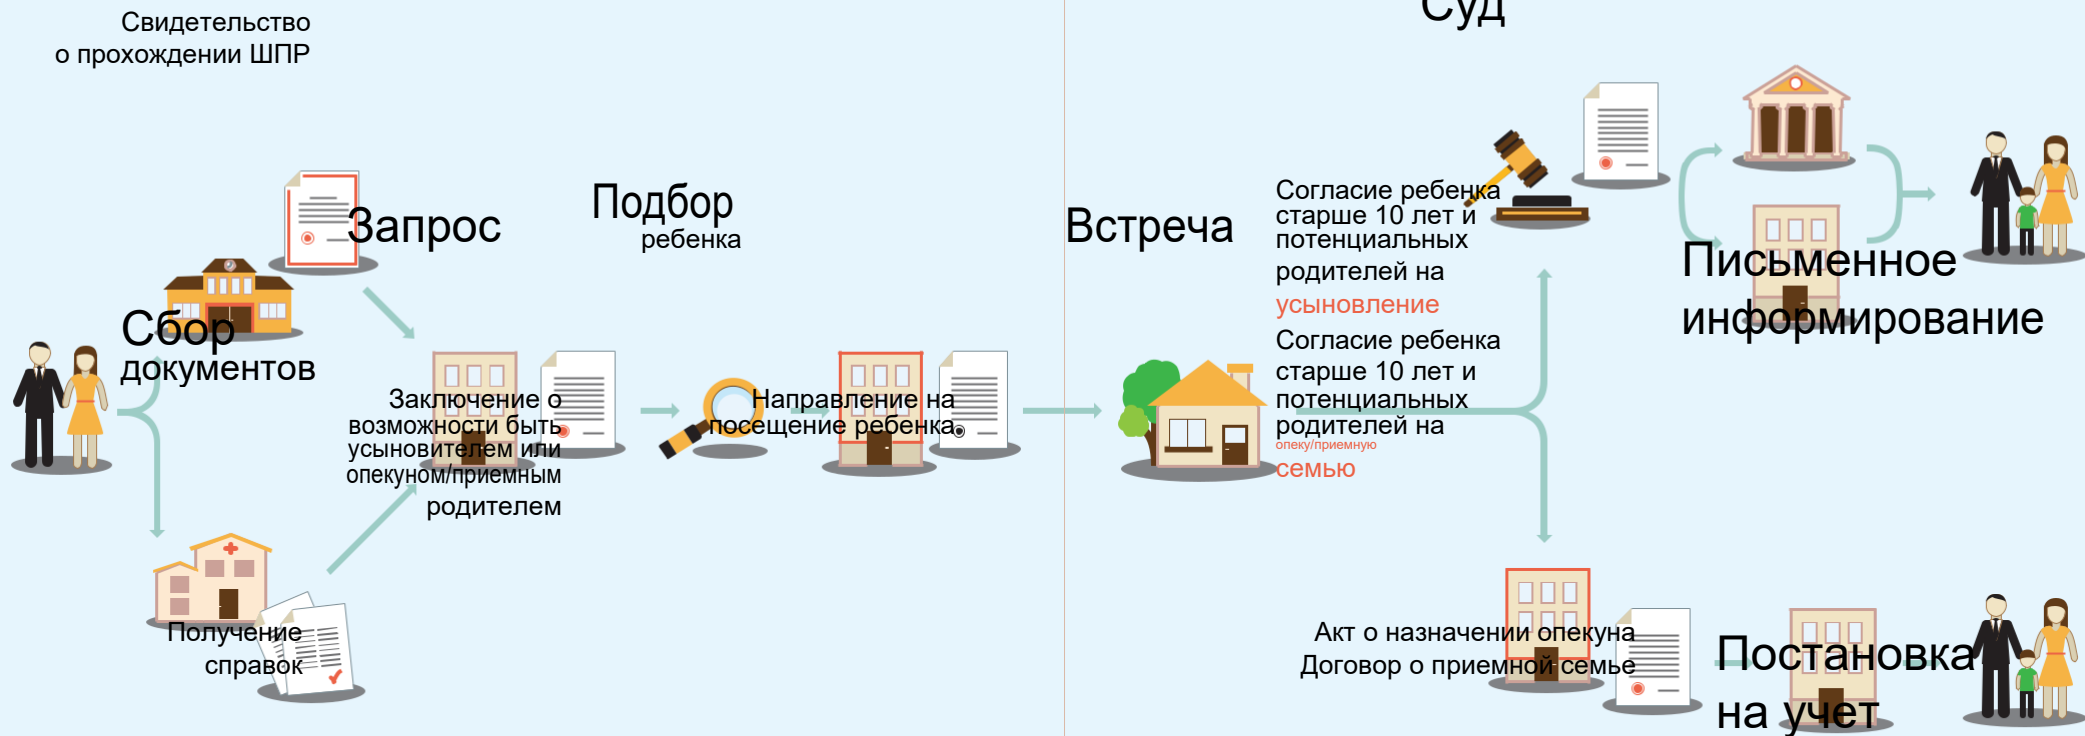 Свидетельство
о прохождении ШПР
Сбор
документов
Получение
справок
Запрос
Заключение о
возможности быть
усыновителем или
опекуном/приемным
родителем
Подбор
ребенка
Направление на
посещение ребенка
Встреча
Согласие ребенка
старше 10 лет и
потенциальных
родителей на
усыновление
Согласие ребенка
старше 10 лет и
потенциальных
родителей на
опеку/приемную
семью
Суд
Письменное
информирование
Акт о назначении опекуна
Договор о приемной семье
Постановка
на учет